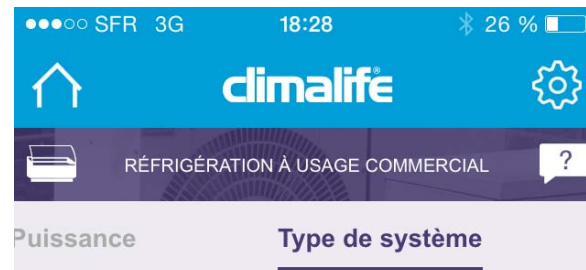 SFR 3G 18:28 26 %
climalife
RÉFRIGÉRATION À USAGE COMMERCIAL ?
Puissance Type de système